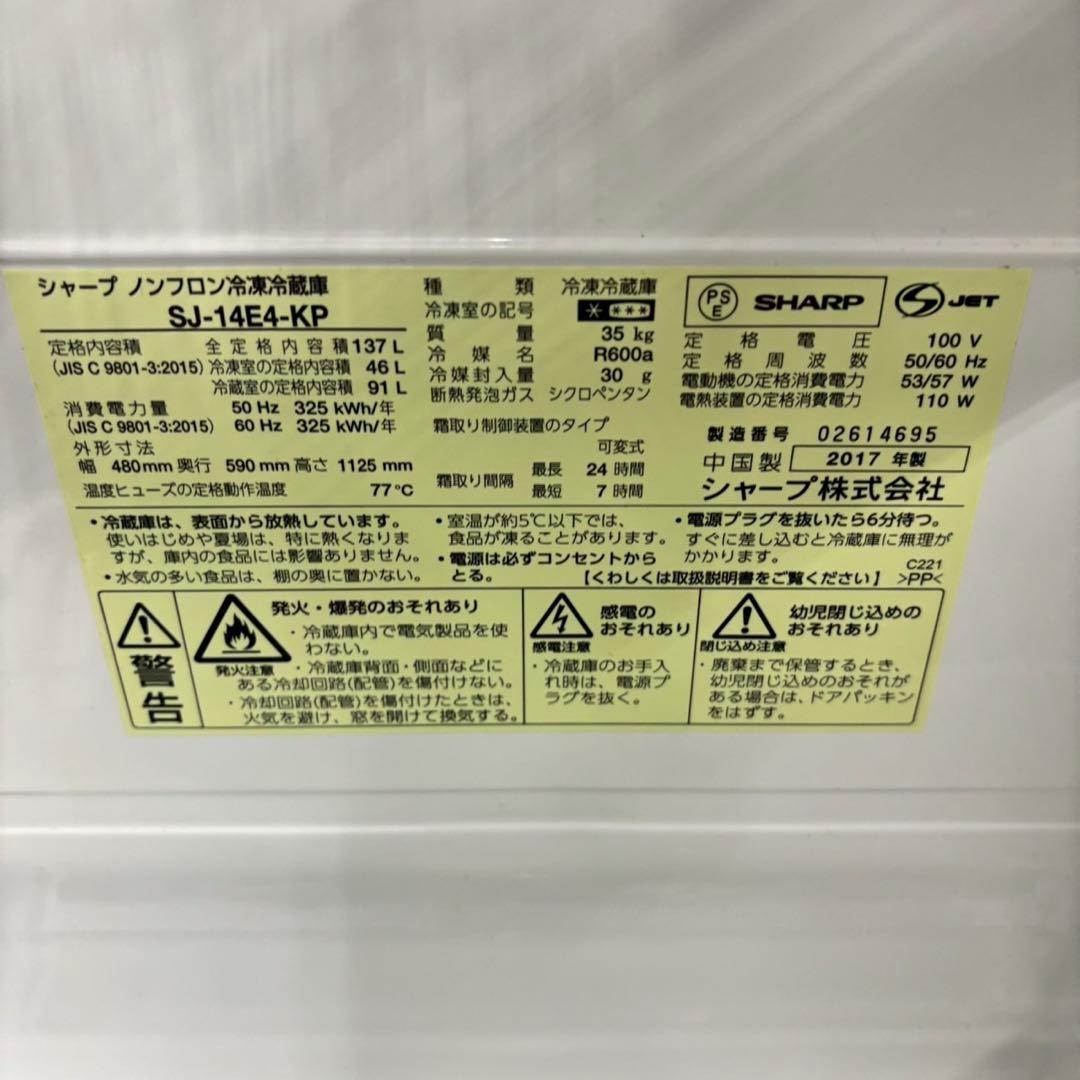 シャープ ノンフロン冷凍冷蔵庫
SJ-14E4-KP
定格内容積 全定格内容積 137 L
(JIS C 9801-3:2015) 冷凍室の定格内容積 46 L
冷蔵室の定格内容積 91 L
消費電力量 50 Hz 325 kWh/年
(JIS C 9801-3:2015) 60 Hz 325 kWh/年
外形寸法
幅 480mm 奥行 590mm 高さ 1125 mm
温度ヒューズの定格動作温度 77℃
種類 冷凍冷蔵庫
冷凍室の記号
質量 35 kg
冷媒名 R600a
冷媒封入量 30 g
断熱発泡ガス シクロペンタン
霜取り制御装置のタイプ
可変式
霜取り間隔 最長 24 時間
最短 7 時間
PSE SHARP S JET
定格電圧 100 V
定格周波数 50/60 Hz
電動機の定格消費電力 53/57 W
電熱装置の定格消費電力 110 W
製造番号 02614695
中国製 2017 年製
シャープ株式会社
・冷蔵庫は、表面から放熱しています。
使いはじめや夏場は、特に熱くなりま
すが、庫内の食品には影響ありません。
・水気の多い食品は、棚の奥に置かない。
・室温が約5℃以下では、
食品が凍ることがあります。
・電源は必ずコンセントから
とる。
・電源プラグを抜いたら6分待つ。
すぐに差し込むと冷蔵庫に無理が
かかります。
【くわしくは取扱説明書をご覧ください】
C221
>PP<
警告
発火・爆発のおそれあり
発火注意
・冷蔵庫内で電気製品を使
わない。
・冷蔵庫背面・側面などに
ある冷却回路(配管)を傷付けない。
・冷却回路(配管)を傷付けたときは、
火気を避け、窓を開けて換気する。
感電の
おそれあり
感電注意
・冷蔵庫のお手入
れ時は、電源プ
ラグを抜く。
幼児閉じ込めの
おそれあり
閉じ込め注意
・廃棄まで保管するとき、
幼児閉じ込めのおそれが
ある場合は、ドアパッキン
をはずす。